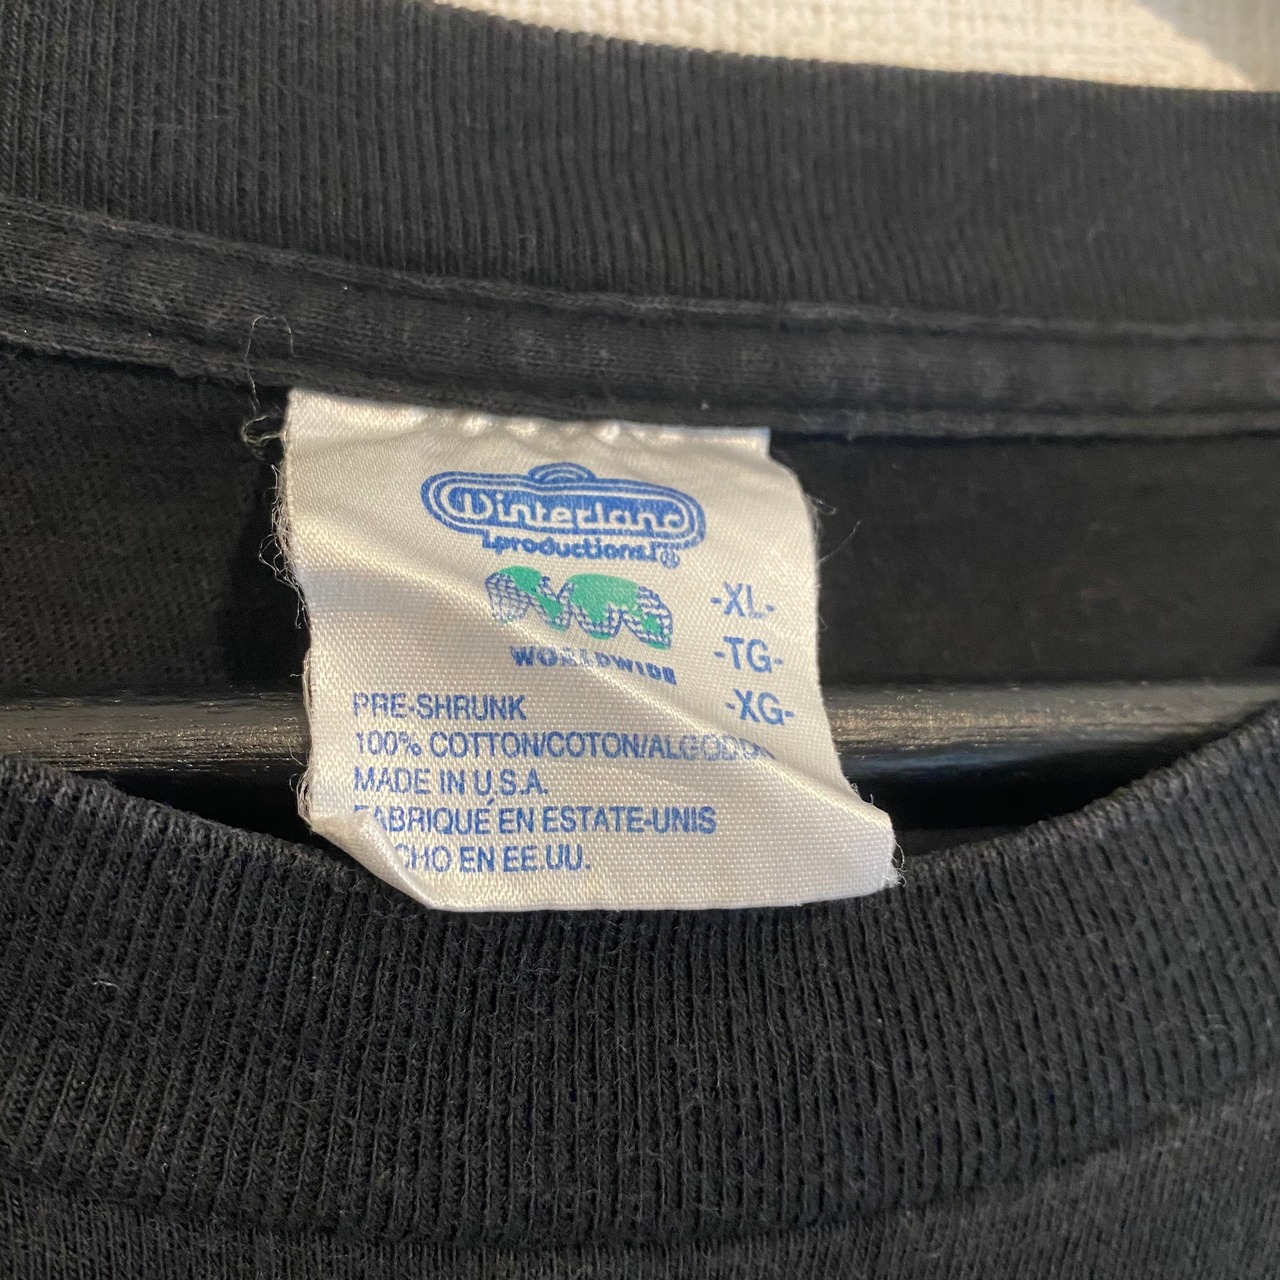 Winterland
productions ®
WORLDWIDE
-XL-
-TG-
-XG-
PRE-SHRUNK
100% COTTON/COTON/ALGODON
MADE IN U.S.A.
FABRIQUÉ EN ESTATE-UNIS
CHO EN EE.UU.